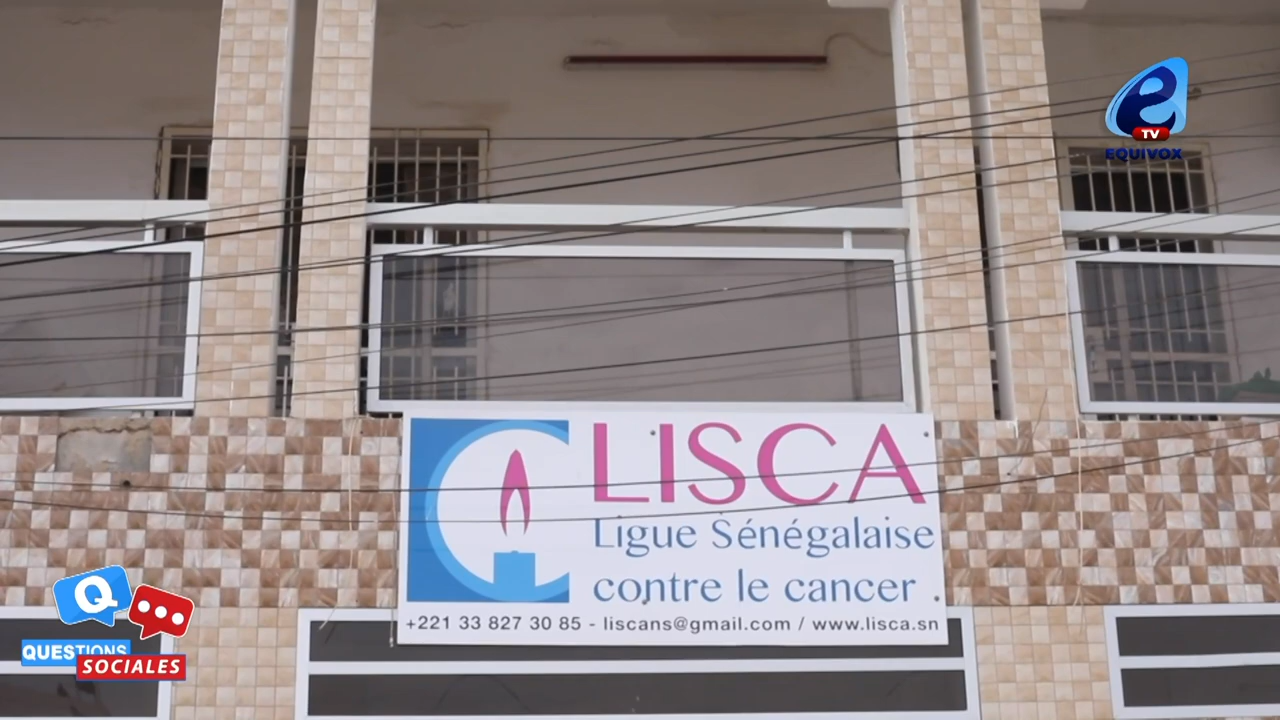 e
TV
EQUIVOX
LISCA
Ligue Sénégalaise
contre le cancer
+221 33 827 30 85 - liscans@gmail.com / www.lisca.sn
Q
QUESTIONS
SOCIALES